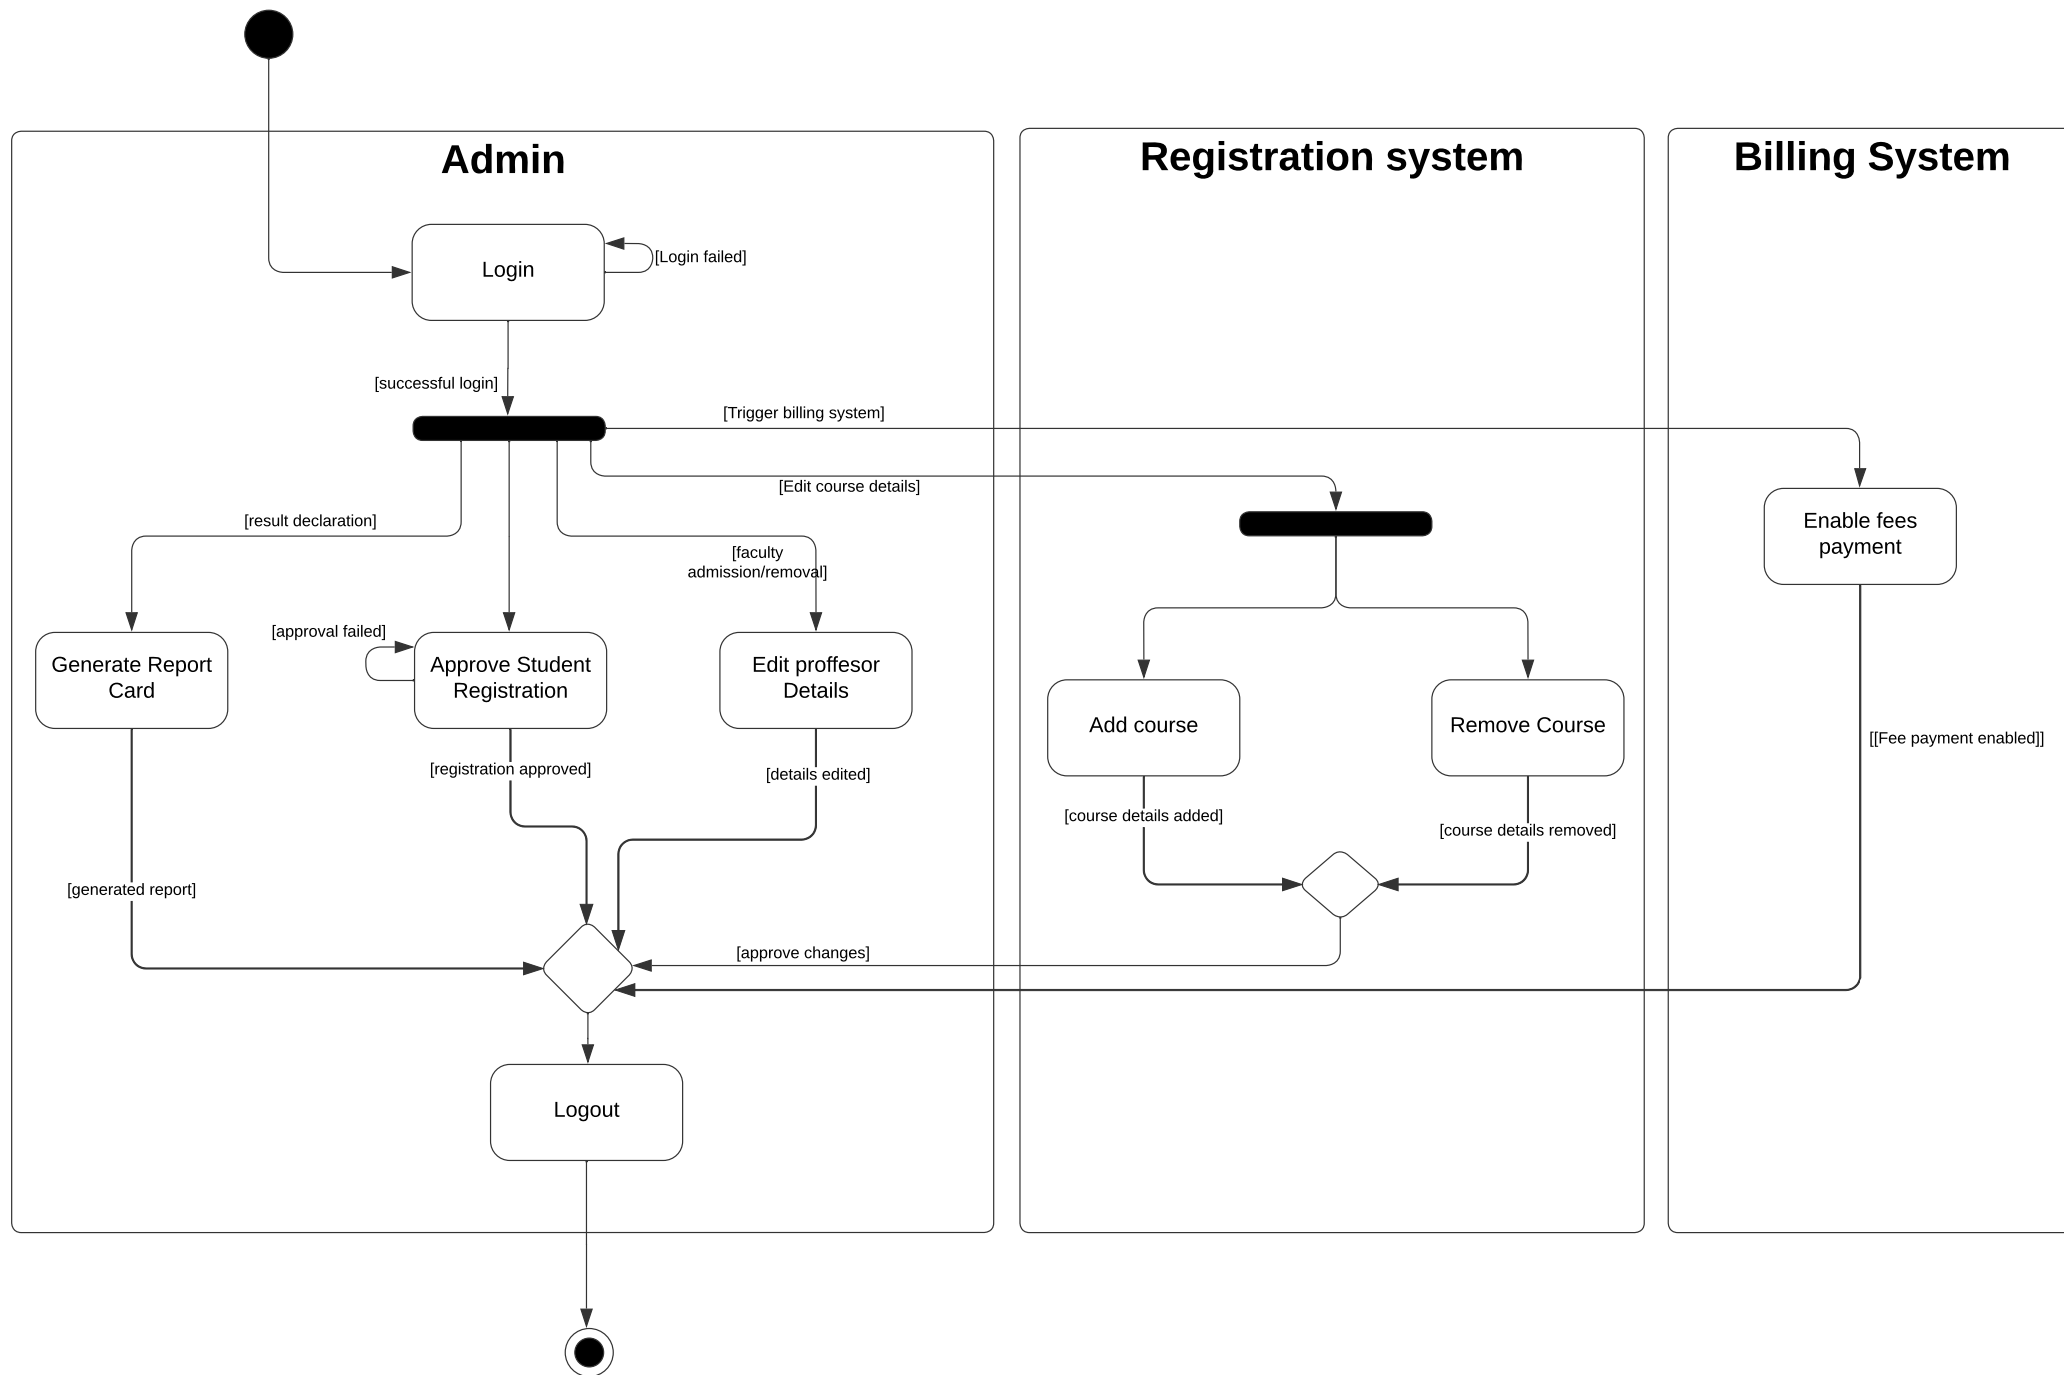 Admin
Registration system
Billing System
Login
[Login failed]
[successful login]
[Trigger billing system]
[Edit course details]
[result declaration]
[faculty
admission/removal]
Enable fees
payment
[approval failed]
Generate Report
Card
Approve Student
Registration
Edit proffesor
Details
Add course
Remove Course
[[Fee payment enabled]]
[registration approved]
[details edited]
[course details added]
[course details removed]
[generated report]
[approve changes]
Logout